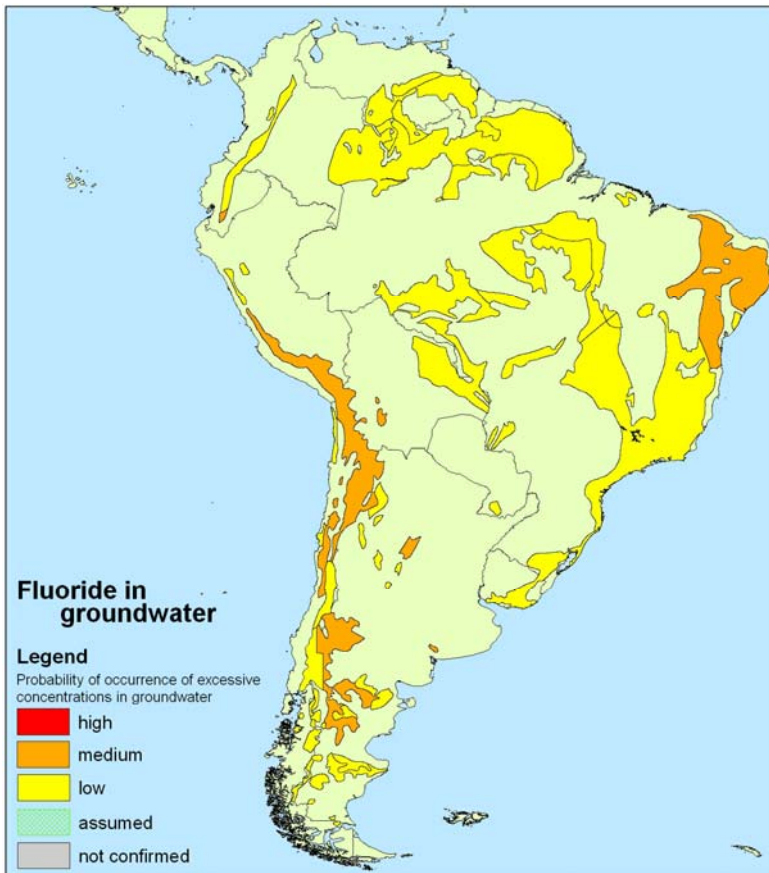 Fluoride in
groundwater
Legend
Probability of occurrence of excessive
concentrations in groundwater
high
medium
low
assumed
not confirmed